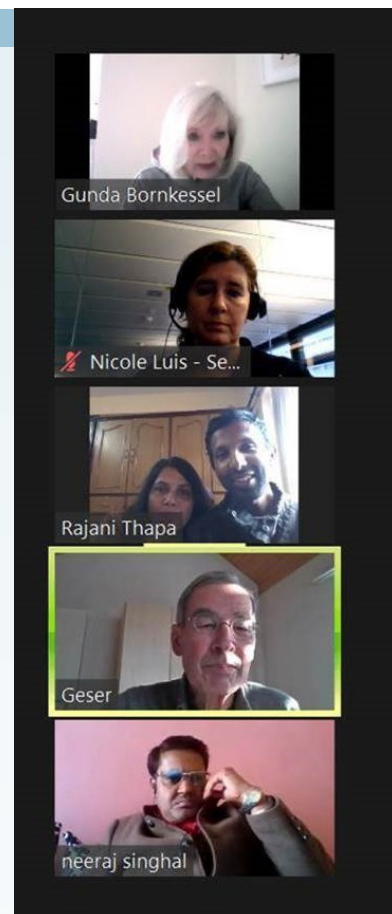 Gunda Bornkessel
Nicole Luis - Se...
Rajani Thapa
Geser
neeraj singhal